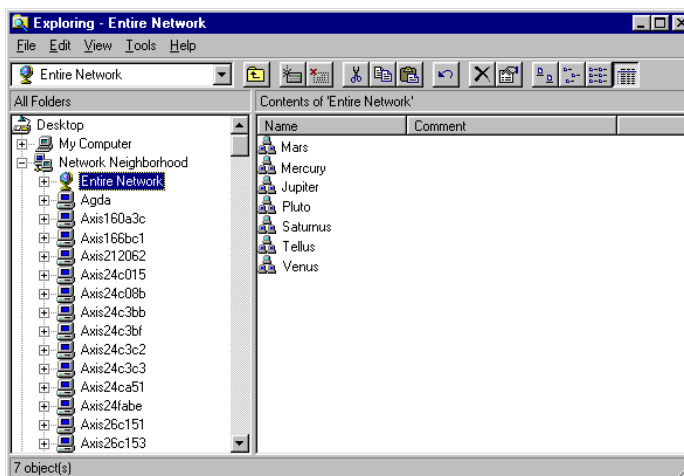 Exploring - Entire Network
File Edit View Tools Help
Entire Network
All Folders
Contents of 'Entire Network'
Desktop
My Computer
Network Neighborhood
Entire Network
Agda
Axis160a3c
Axis166bc1
Axis212062
Axis24c015
Axis24c08b
Axis24c3bb
Axis24c3bf
Axis24c3c2
Axis24c3c3
Axis24ca51
Axis24fabe
Axis26c151
Axis26c153
Name Comment
Mars
Mercury
Jupiter
Pluto
Saturnus
Tellus
Venus
7 object(s)